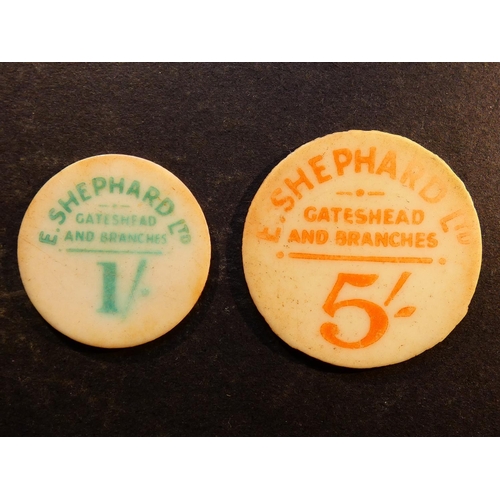 E. SHEPHARD LTD
GATESHEAD
AND BRANCHES
1/-
E. SHEPHARD LTD
GATESHEAD
AND BRANCHES
5/-